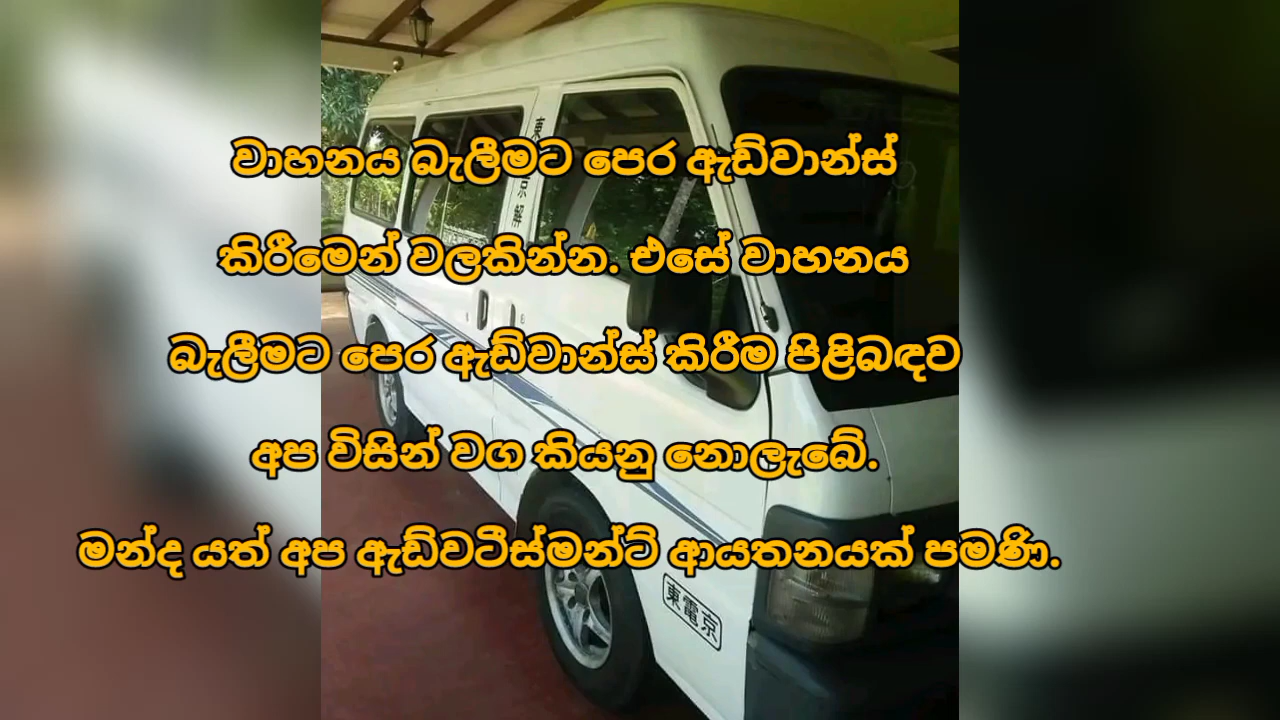 වාහනය බැලීමට පෙර ඇඩ්වාන්ස්
කිරීමෙන් වලකින්න. එසේ වාහනය
බැලීමට පෙර ඇඩ්වාන්ස් කිරීම පිළිබඳව
අප විසින් වග කියනු නොලැබේ.
මන්ද යත් අප ඇඩ්වටීස්මන්ට් ආයතනයක් පමණි.
東電京